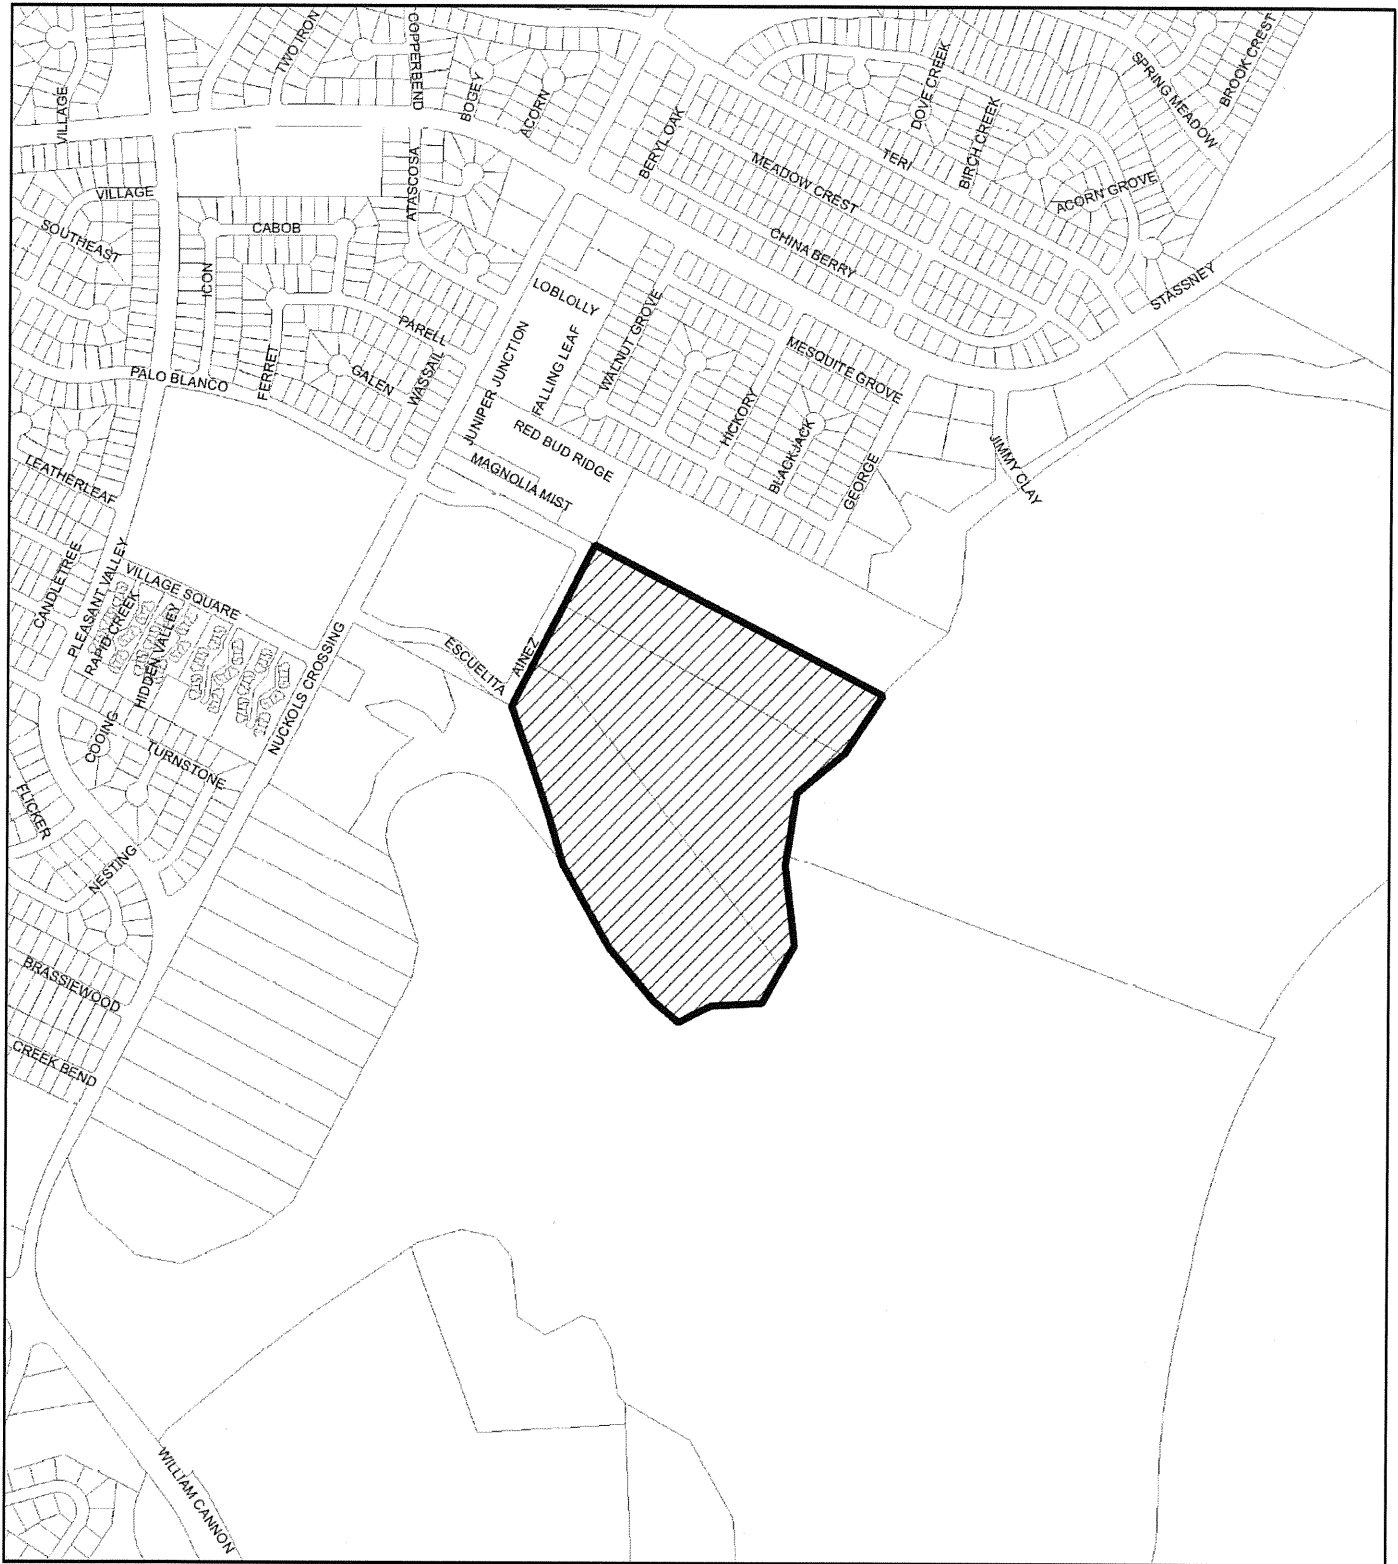 TWO IRON
COPPERBEND
BOGEY
ACORN
VILLAGE
DOVE CREEK
SPRING MEADOW
BROOK CREST
BERYL OAK
TERI
BIRCH CREEK
MEADOW CREST
ACORN GROVE
ATASCOSA
VILLAGE
SOUTHEAST
CABOB
CHINA BERRY
ICON
STASSNEY
LOBLOLLY
PARELL
FALLING LEAF
WALNUT GROVE
MESQUITE GROVE
JUNIPER JUNCTION
WASSAIL
GALEN
FERRET
PALO BLANCO
HICKORY
BLACKJACK
RED BUD RIDGE
GEORGE
JIMMY CLAY
MAGNOLIA MIST
LEATHERLEAF
CANDLETREE
PLEASANT VALLEY
VILLAGE SQUARE
RAPID CREEK
HIDDEN VALLEY
NUCKOLS CROSSING
ESCUELITA
AINEZ
COOING
TURNSTONE
FLICKER
NESTING
BRASSIEWOOD
CREEK BEND
WILLIAM CANNON